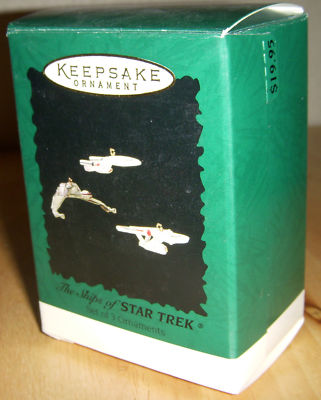 KEEPSAKE
ORNAMENT
$19.95
The Ships of STAR TREK®
Set of 3 Ornaments